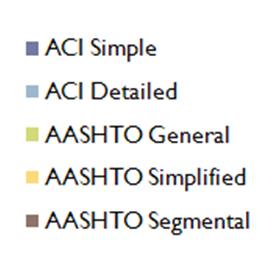 ACI Simple
ACI Detailed
AASHTO General
AASHTO Simplified
AASHTO Segmental